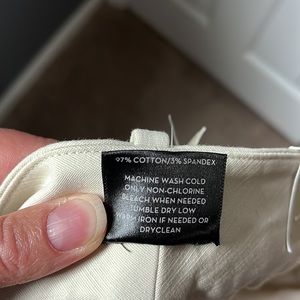 97% COTTON/3% SPANDEX
MACHINE WASH COLD
ONLY NON-CHLORINE
BLEACH WHEN NEEDED
TUMBLE DRY LOW
WARM IRON IF NEEDED OR
DRYCLEAN